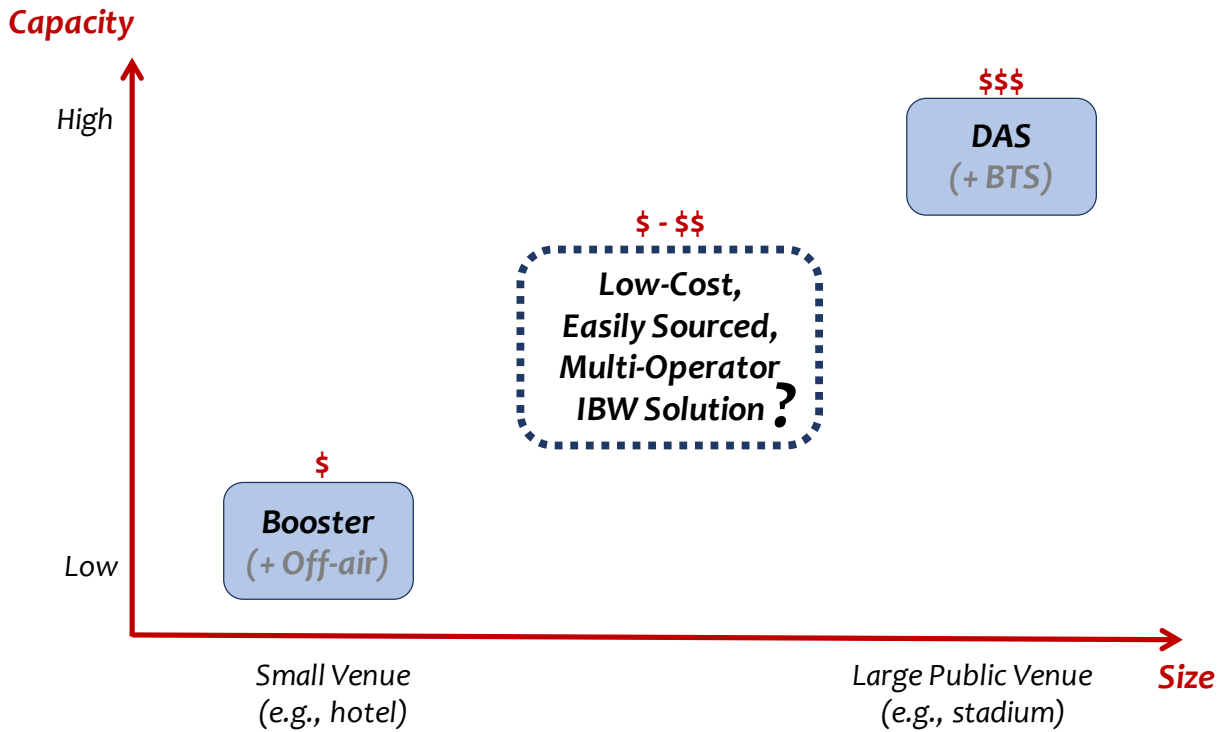 Capacity
High
$$$
DAS
(+ BTS)
$ - $$
Low-Cost,
Easily Sourced,
Multi-Operator
IBW Solution ?
$
Booster
(+ Off-air)
Low
Small Venue
(e.g., hotel)
Large Public Venue
(e.g., stadium)
Size